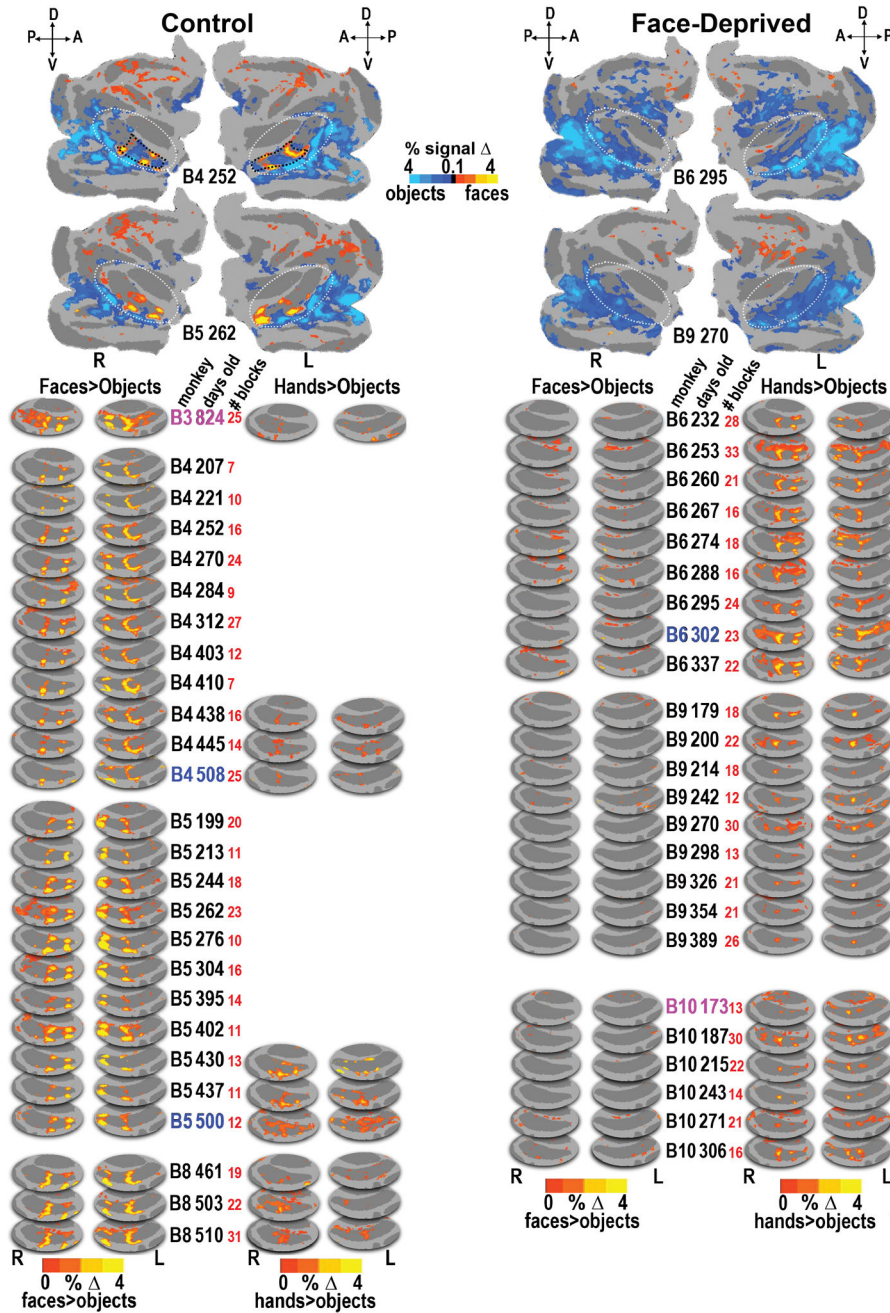 Control
Face-Deprived
D
P A
V
D
A P
V
D
A P
V
D
P A
V
% signal Δ
4 0.1 4
objects faces
B4 252
B6 295
B5 262
B9 270
R L
R L
Faces>Objects monkey days old # blocks Hands>Objects
B3 824 25
B4 207 7
B4 221 10
B4 252 16
B4 270 24
B4 284 9
B4 312 27
B4 403 12
B4 410 7
B4 438 16
B4 445 14
B4 508 25
B5 199 20
B5 213 11
B5 244 18
B5 262 23
B5 276 10
B5 304 16
B5 395 14
B5 402 11
B5 430 13
B5 437 11
B5 500 12
B8 461 19
B8 503 22
B8 510 31
R L R L
0 % Δ 4
faces>objects
0 % Δ 4
hands>objects
Faces>Objects monkey days old # blocks Hands>Objects
B6 232 28
B6 253 33
B6 260 21
B6 267 16
B6 274 18
B6 288 16
B6 295 24
B6 302 23
B6 337 22
B9 179 18
B9 200 22
B9 214 18
B9 242 12
B9 270 30
B9 298 13
B9 326 21
B9 354 21
B9 389 26
B10 173 13
B10 187 30
B10 215 22
B10 243 14
B10 271 21
B10 306 16
R L R L
0 % Δ 4
faces>objects
0 % Δ 4
hands>objects